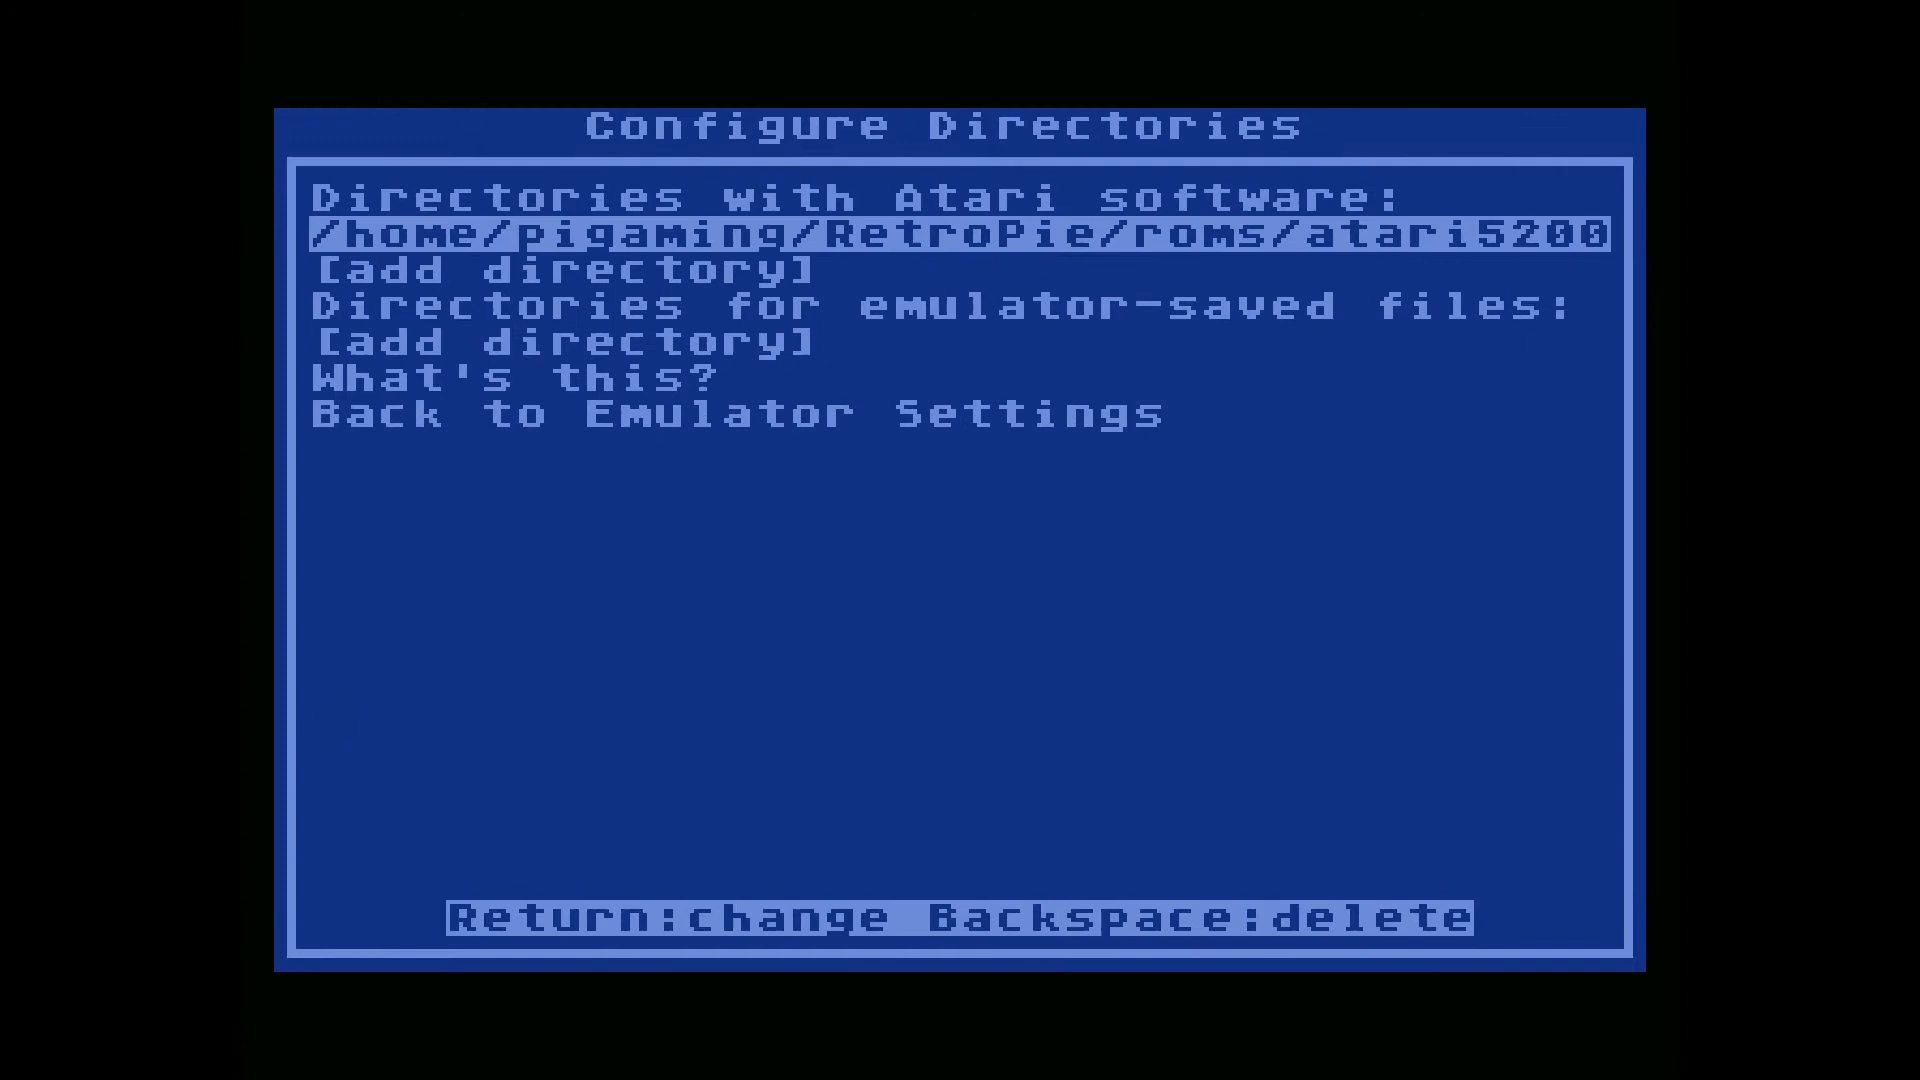 Configure Directories
Directories with Atari software:
/home/pigaming/RetroPie/roms/atari5200
[add directory]
Directories for emulator-saved files:
[add directory]
What's this?
Back to Emulator Settings
Return:change Backspace:delete